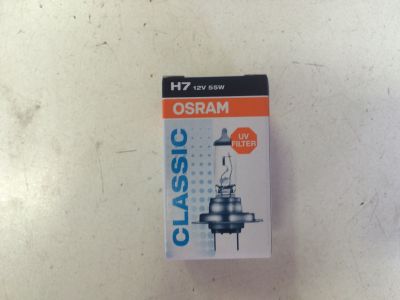 H7 12V 55W
OSRAM
UV
FILTER
CLASSIC